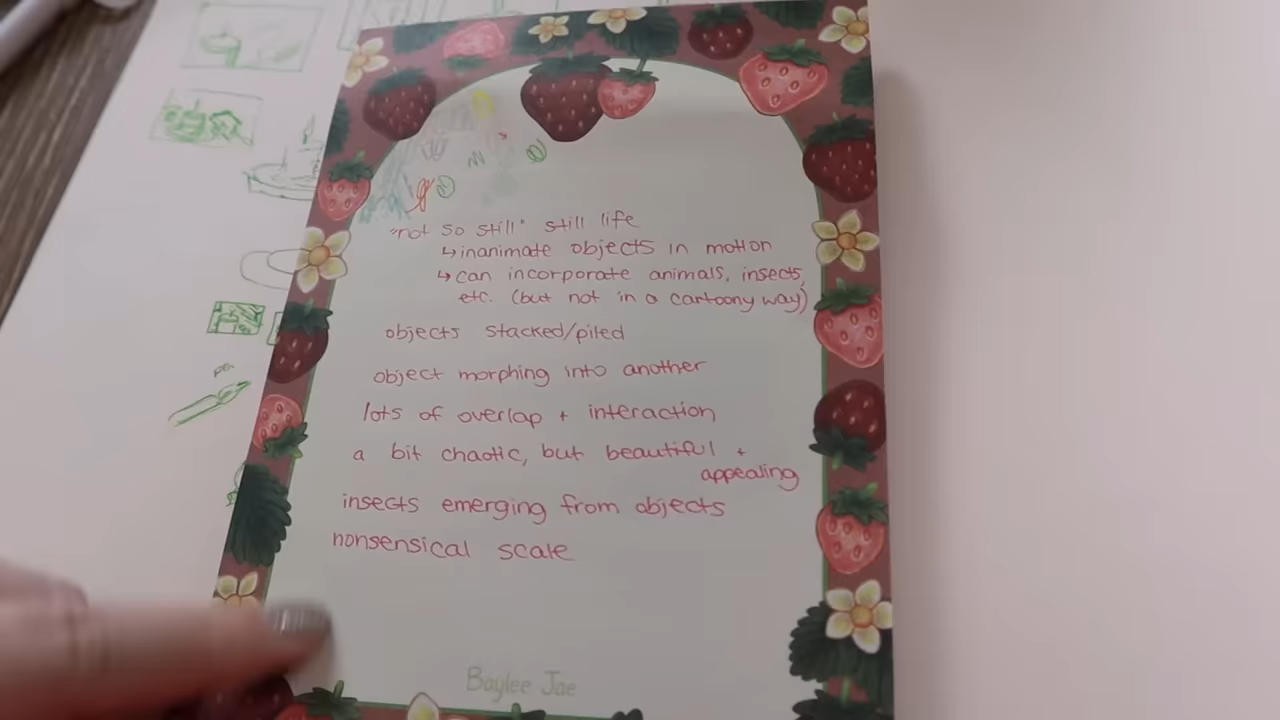 "not so still" still life
↳ inanimate objects in motion
↳ can incorporate animals, insects,
etc. (but not in a cartoony way)
objects stacked/piled
object morphing into another
lots of overlap + interaction
a bit chaotic, but beautiful +
appealing
insects emerging from objects
nonsensical scale
Baylee Jae